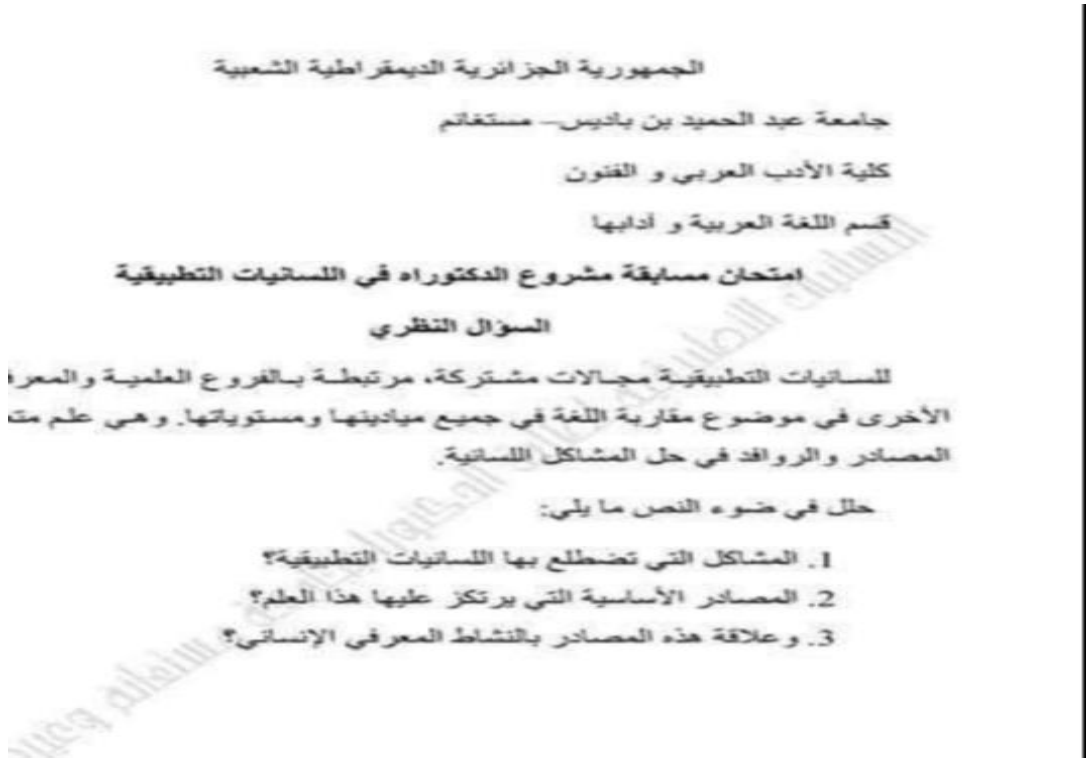 الجمهورية الجزائرية الديمقراطية الشعبية
جامعة عبد الحميد بن باديس– مستغانم
كلية الأدب العربي و الفنون
قسم اللغة العربية و أدابها
امتحان مسابقة مشروع الدكتوراه في اللسانيات التطبيقية
السؤال النظري
للسانيات التطبيقية مجالات مشتركة، مرتبطة بالفروع العلمية
الأخرى في موضوع مقاربة اللغة في جميع ميادينها ومستوياتها. وهي علم
المصادر والروافد في حل المشاكل اللسانية.
حلل في ضوء النص ما يلي:
1. المشاكل التي تضطلع بها اللسانيات التطبيقية؟
2. المصادر الأساسية التي يرتكز عليها هذا العلم؟
3. وعلاقة هذه المصادر بالنشاط المعرفي الإنساني؟